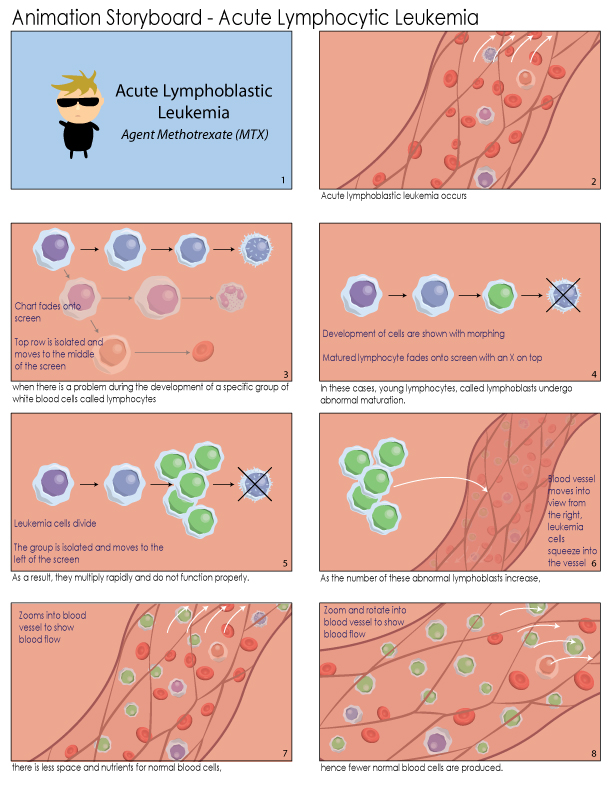 Animation Storyboard - Acute Lymphocytic Leukemia
Acute Lymphoblastic
Leukemia
Agent Methotrexate (MTX)
1
2
Acute lymphoblastic leukemia occurs
Chart fades onto
screen
Top row is isolated and
moves to the middle
of the screen
3
when there is a problem during the development of a specific group of
white blood cells called lymphocytes
Development of cells are shown with morphing
Matured lymphocyte fades onto screen with an X on top
4
In these cases, young lymphocytes, called lymphoblasts undergo
abnormal maturation.
Leukemia cells divide
The group is isolated and moves to the
left of the screen
5
As a result, they multiply rapidly and do not function properly.
Blood vessel
moves into
view from
the right,
leukemia
cells
squeeze into
the vessel
6
As the number of these abnormal lymphoblasts increase,
Zooms into blood
vessel to show
blood flow
7
there is less space and nutrients for normal blood cells,
Zoom and rotate into
blood vessel to show
blood flow
8
hence fewer normal blood cells are produced.